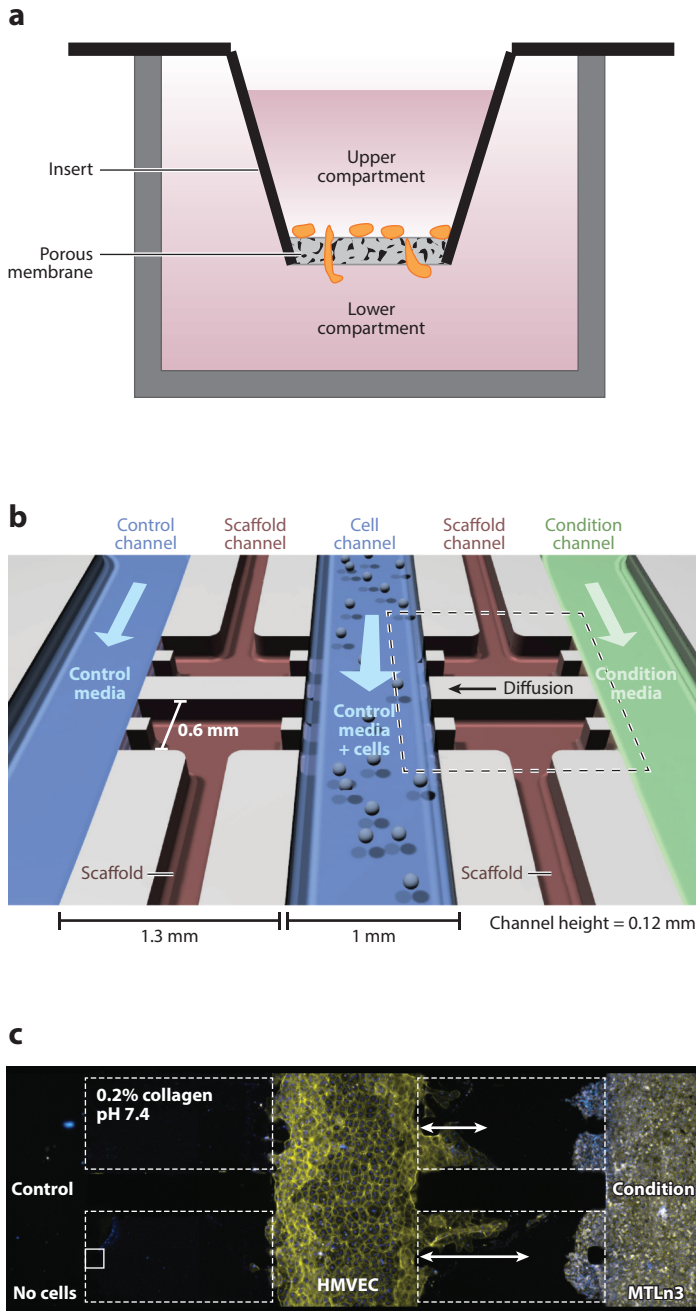 a
Upper
compartment
Insert
Porous
membrane
Lower
compartment
b
Control
channel
Scaffold
channel
Cell
channel
Scaffold
channel
Condition
channel
Control
media
0.6 mm
Control
media
+ cells
Diffusion
Condition
media
Scaffold
Scaffold
1.3 mm
1 mm
Channel height = 0.12 mm
c
0.2% collagen
pH 7.4
Control
Condition
No cells
HMVEC
MTLn3